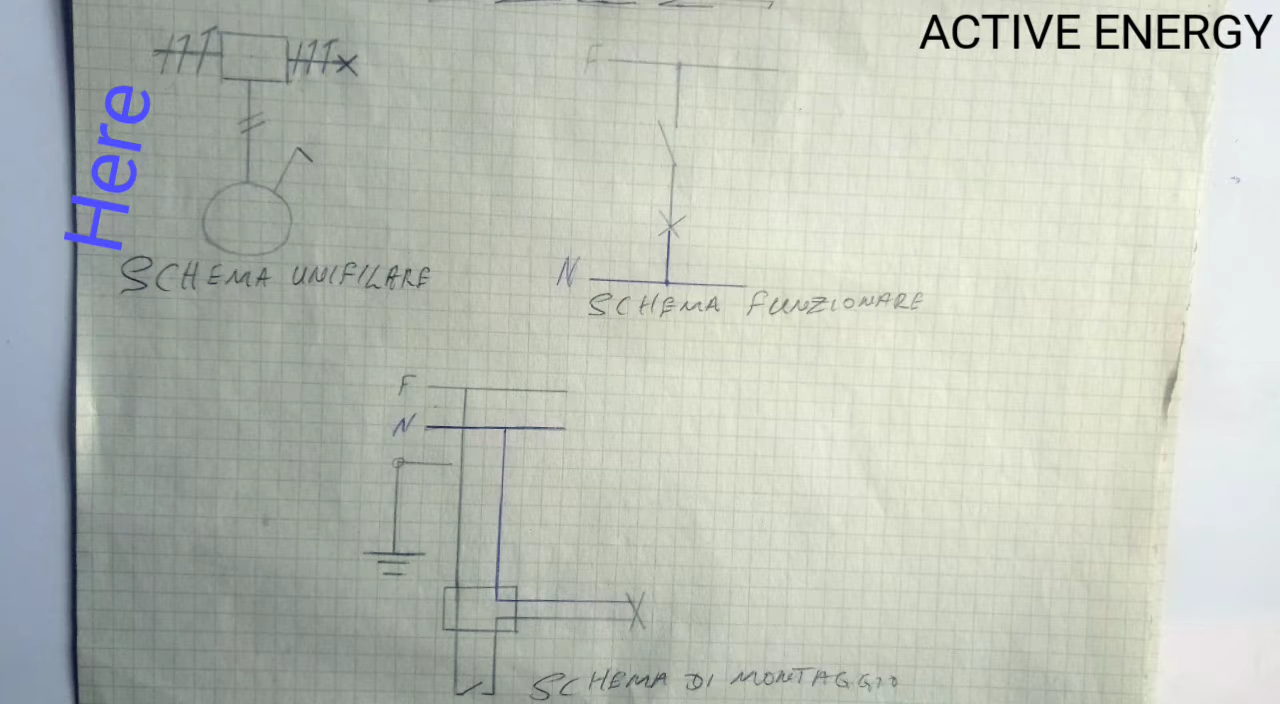 ACTIVE ENERGY
Here
F
SCHEMA UNIFILARE
N
SCHEMA FUNZIONARE
F
N
SCHEMA DI MONTAGGIO